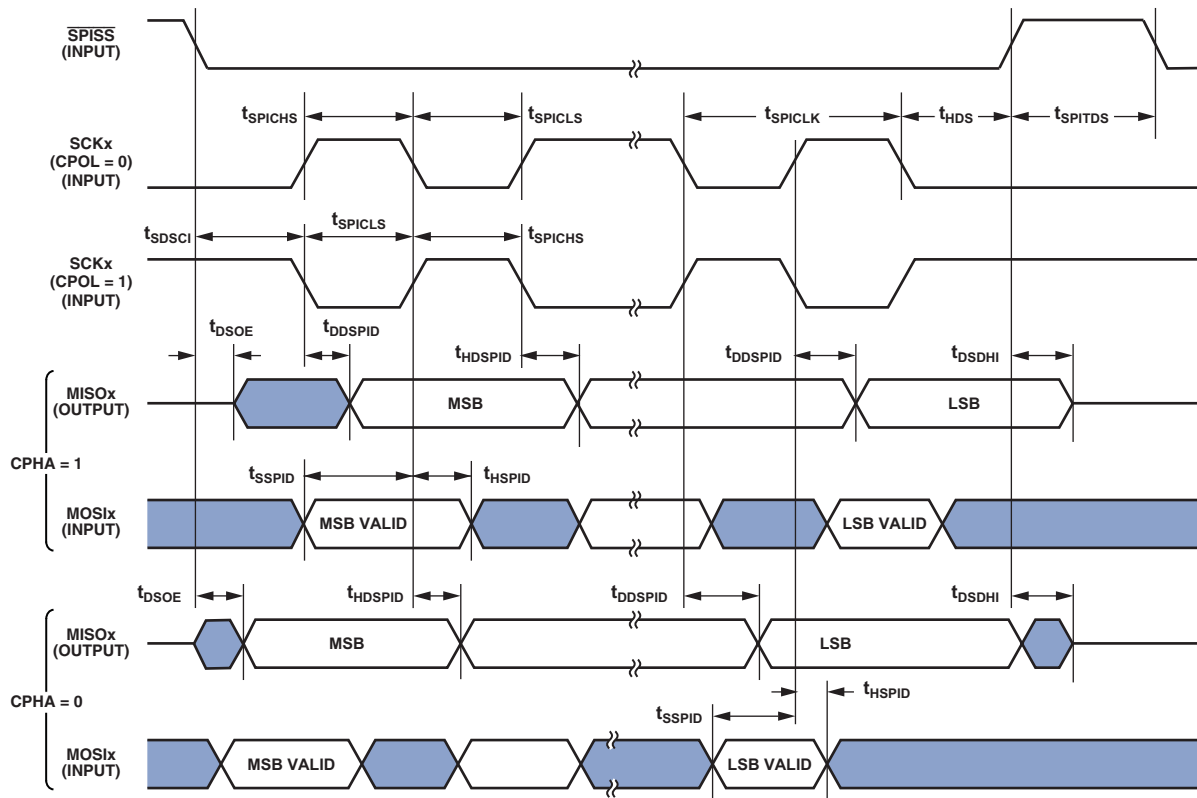 SPISS
(INPUT)
tSPICHS
tSPICLS
tSPICLK
tHDS
tSPITDS
SCKx
(CPOL = 0)
(INPUT)
tSDSCI
tSPICLS
tSPICHS
SCKx
(CPOL = 1)
(INPUT)
tDSOE
tDDSPID
tHDSPID
tDDSPID
tDSDHI
MISOx
(OUTPUT)
MSB
LSB
CPHA = 1
tSSPID
tHSPID
MOSIx
(INPUT)
MSB VALID
LSB VALID
tDSOE
tHDSPID
tDDSPID
tDSDHI
MISOx
(OUTPUT)
MSB
LSB
CPHA = 0
tHSPID
tSSPID
MOSIx
(INPUT)
MSB VALID
LSB VALID